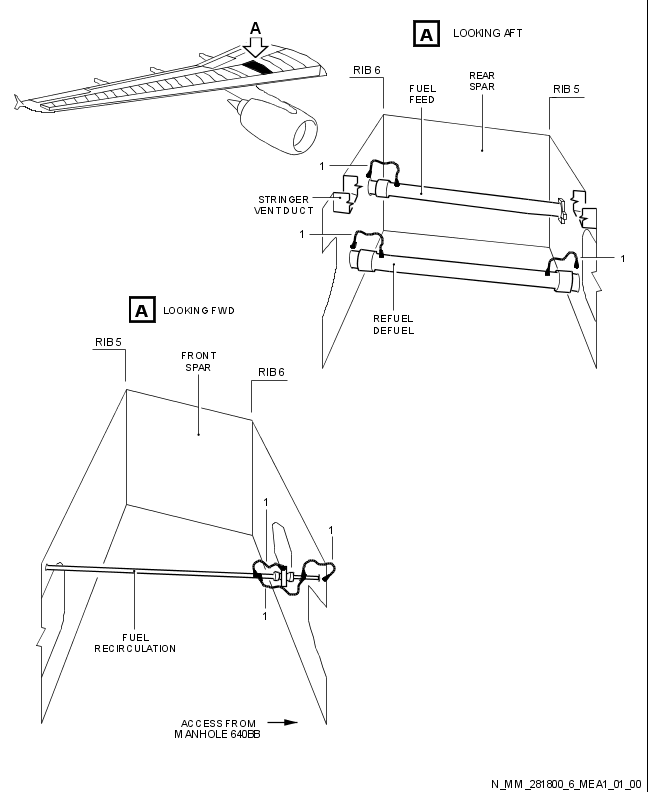 A
A LOOKING AFT
RIB 6
FUEL
FEED
REAR
SPAR
RIB 5
1
STRINGER
VENT DUCT
1
1
REFUEL
DEFUEL
A LOOKING FWD
RIB 5
FRONT
SPAR
RIB 6
1
1
1
FUEL
RECIRCULATION
ACCESS FROM
MANHOLE 640BB
N_MM_281800_6_MEA1_01_00